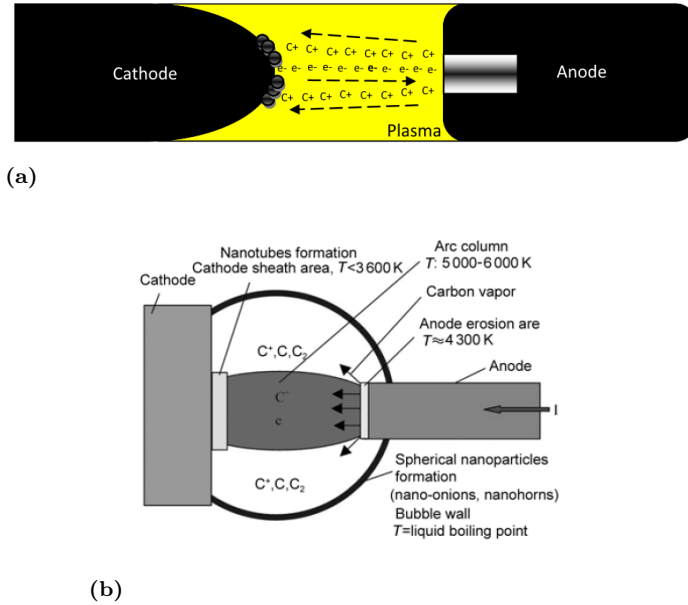 C+ C+ C+ C+ C+ C+ C+ C+
Cathode
e- e- e- e- e- e- e- e- e-
Anode
C+ C+ C+ C+ C+ C+ C+ C+
Plasma
(a)
Nanotubes formation
Cathode sheath area, T<3 600 K
Arc column
T: 5 000-6 000 K
Cathode
Carbon vapor
Anode erosion are
T≈4 300 K
C⁺,C,C₂
Anode
C⁺
e
I
C⁺,C,C₂
Spherical nanoparticles
formation
(nano-onions, nanohorns)
Bubble wall
T=liquid boiling point
(b)